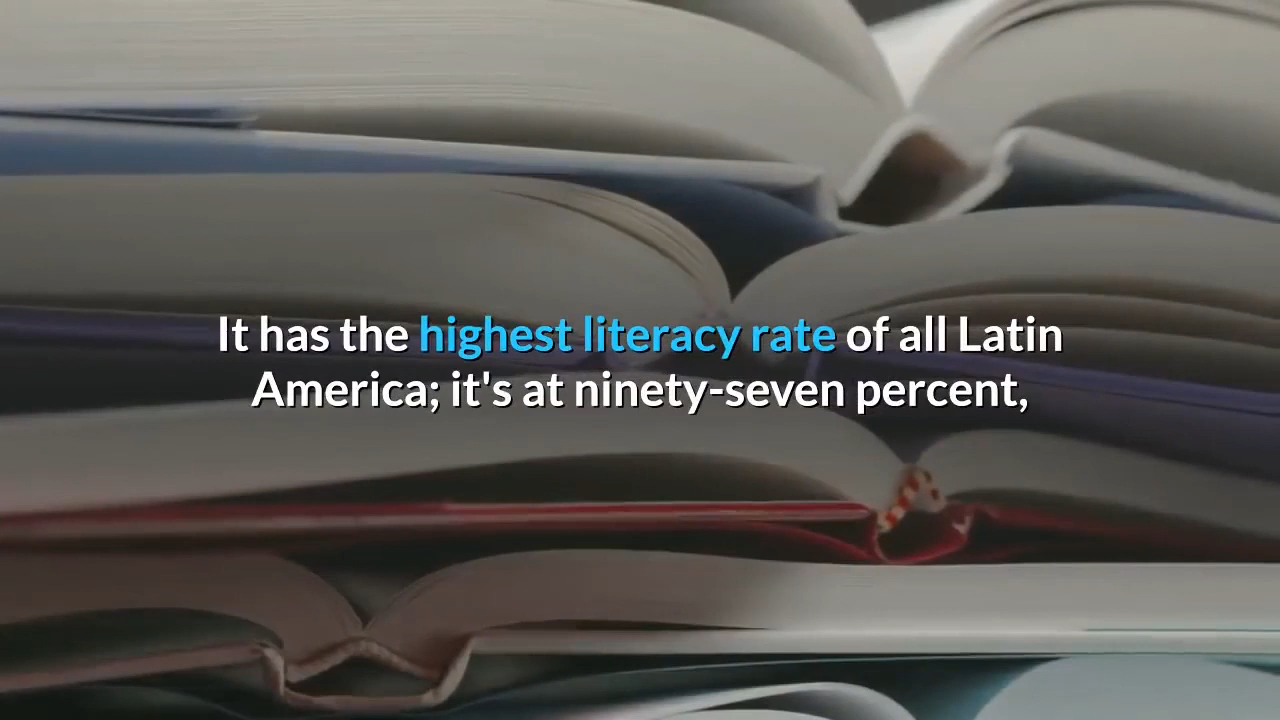 It has the highest literacy rate of all Latin
America; it's at ninety-seven percent,